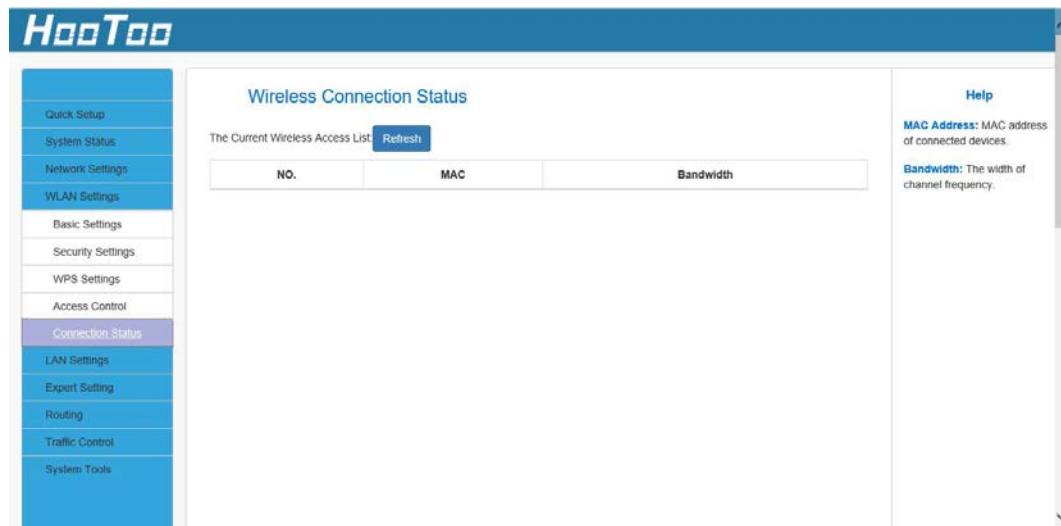 HooToo
Quick Setup
System Status
Network Settings
WLAN Settings
Basic Settings
Security Settings
WPS Settings
Access Control
Connection Status
LAN Settings
Expert Setting
Routing
Traffic Control
System Tools
Wireless Connection Status
The Current Wireless Access List: Refresh
NO. MAC Bandwidth
Help
MAC Address: MAC address
of connected devices.
Bandwidth: The width of
channel frequency.